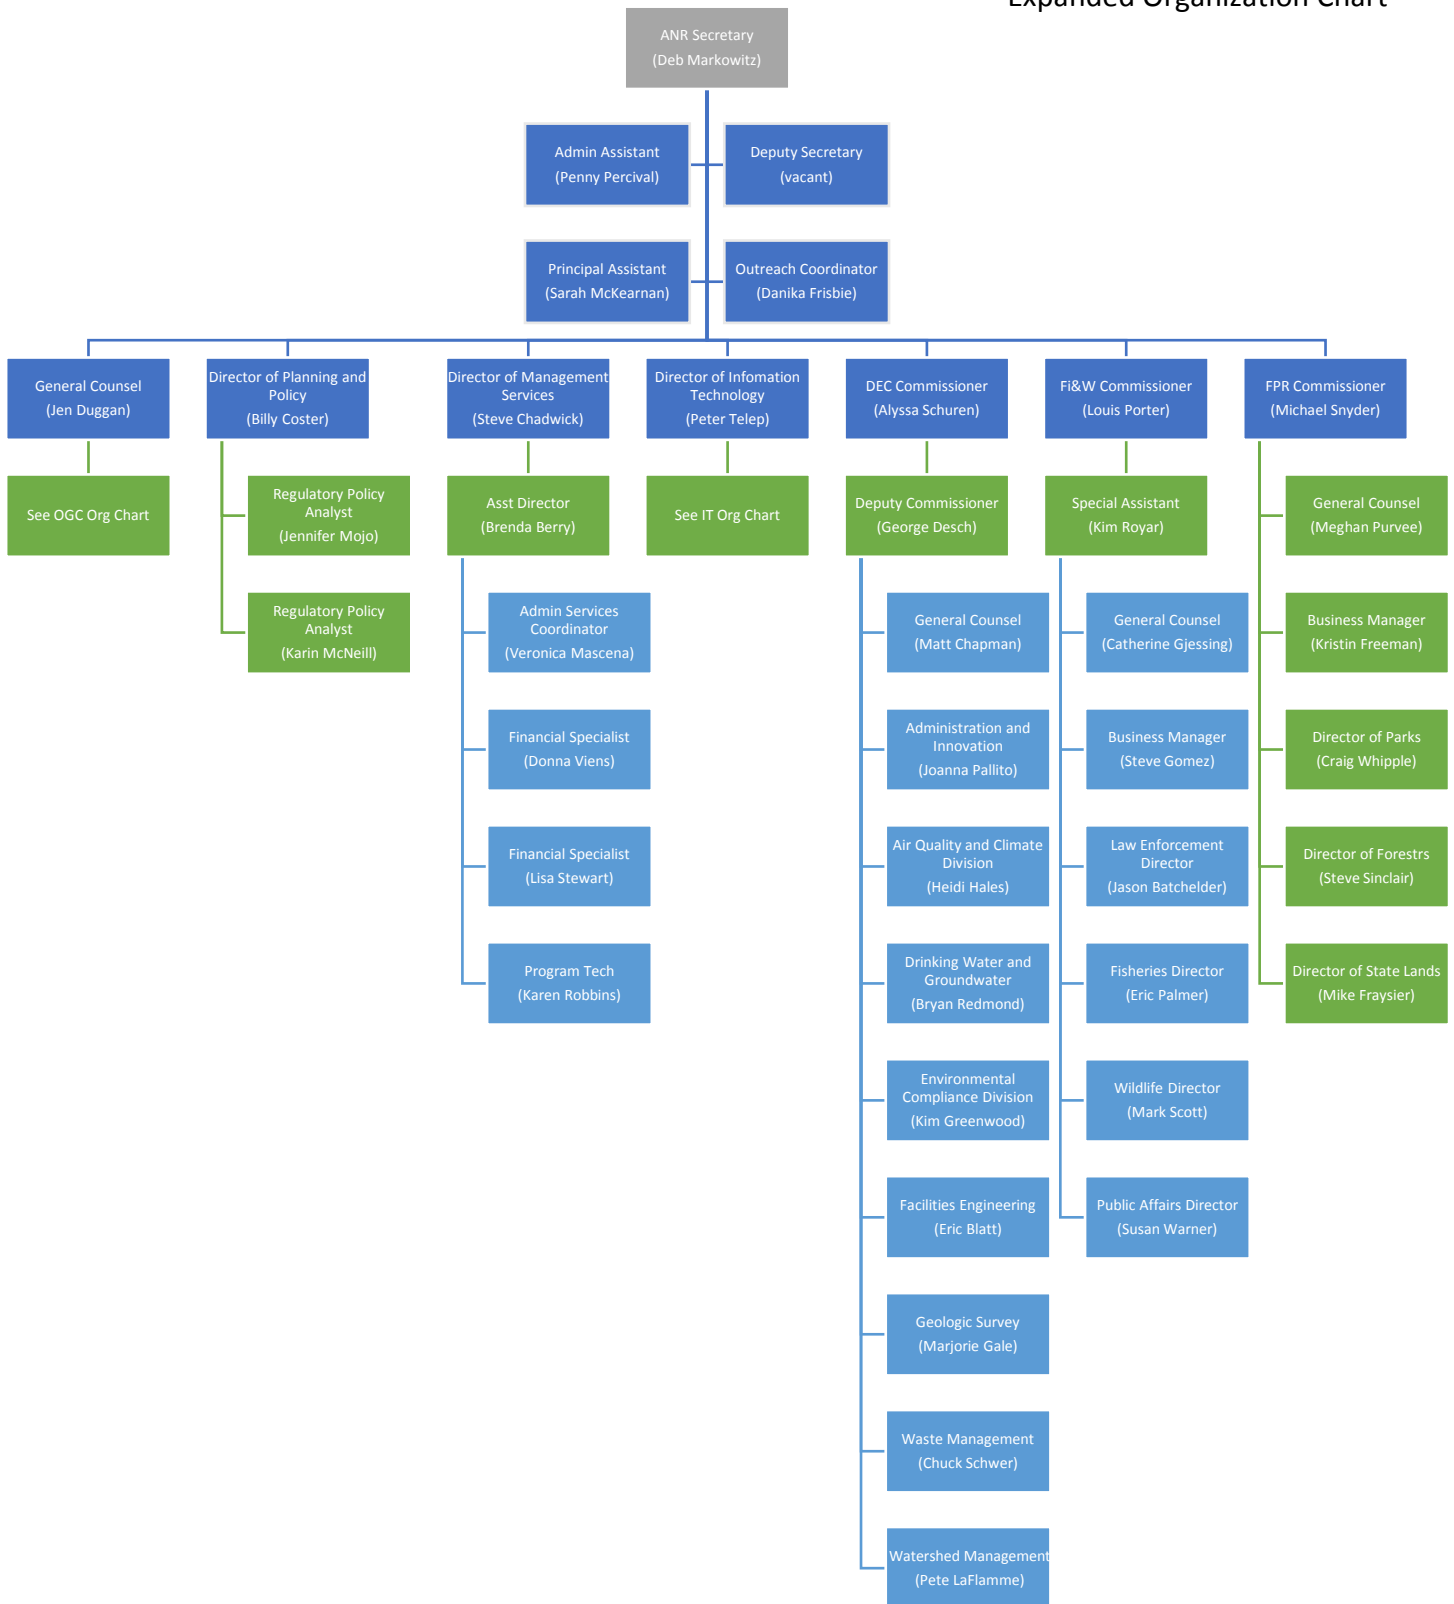 Expanded Organization Chart
ANR Secretary
(Deb Markowitz)
Admin Assistant
(Penny Percival)
Deputy Secretary
(vacant)
Principal Assistant
(Sarah McKearnan)
Outreach Coordinator
(Danika Frisbie)
General Counsel
(Jen Duggan)
Director of Planning and
Policy
(Billy Coster)
Director of Management
Services
(Steve Chadwick)
Director of Infomation
Technology
(Peter Telep)
DEC Commissioner
(Alyssa Schuren)
Fi&W Commissioner
(Louis Porter)
FPR Commissioner
(Michael Snyder)
See OGC Org Chart
Regulatory Policy
Analyst
(Jennifer Mojo)
Regulatory Policy
Analyst
(Karin McNeill)
Asst Director
(Brenda Berry)
Admin Services
Coordinator
(Veronica Mascena)
Financial Specialist
(Donna Viens)
Financial Specialist
(Lisa Stewart)
Program Tech
(Karen Robbins)
See IT Org Chart
Deputy Commissioner
(George Desch)
General Counsel
(Matt Chapman)
Administration and
Innovation
(Joanna Pallito)
Air Quality and Climate
Division
(Heidi Hales)
Drinking Water and
Groundwater
(Bryan Redmond)
Environmental
Compliance Division
(Kim Greenwood)
Facilities Engineering
(Eric Blatt)
Geologic Survey
(Marjorie Gale)
Waste Management
(Chuck Schwer)
Watershed Management
(Pete LaFlamme)
Special Assistant
(Kim Royar)
General Counsel
(Catherine Gjessing)
Business Manager
(Steve Gomez)
Law Enforcement
Director
(Jason Batchelder)
Fisheries Director
(Eric Palmer)
Wildlife Director
(Mark Scott)
Public Affairs Director
(Susan Warner)
General Counsel
(Meghan Purvee)
Business Manager
(Kristin Freeman)
Director of Parks
(Craig Whipple)
Director of Forestrs
(Steve Sinclair)
Director of State Lands
(Mike Fraysier)